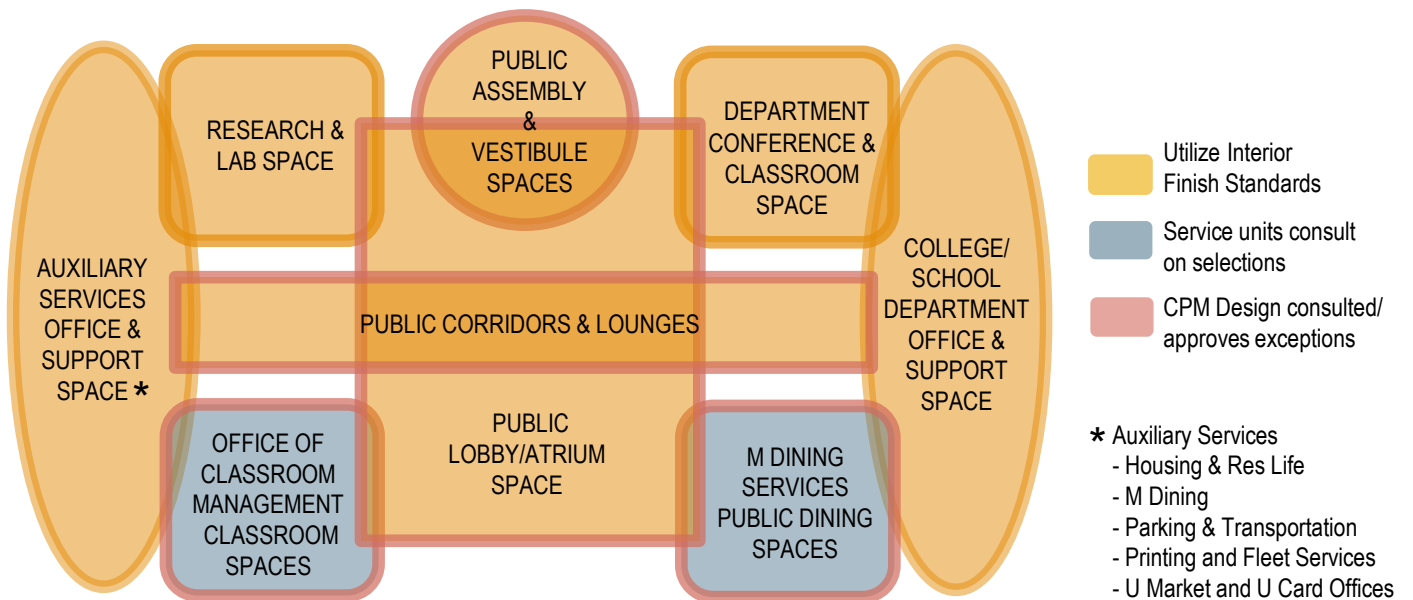 RESEARCH &
LAB SPACE
PUBLIC
ASSEMBLY
&
VESTIBULE
SPACES
DEPARTMENT
CONFERENCE &
CLASSROOM
SPACE
AUXILIARY
SERVICES
OFFICE &
SUPPORT
SPACE *
PUBLIC CORRIDORS & LOUNGES
COLLEGE/
SCHOOL
DEPARTMENT
OFFICE &
SUPPORT
SPACE
OFFICE OF
CLASSROOM
MANAGEMENT
CLASSROOM
SPACES
PUBLIC
LOBBY/ATRIUM
SPACE
M DINING
SERVICES
PUBLIC DINING
SPACES
Utilize Interior
Finish Standards
Service units consult
on selections
CPM Design consulted/
approves exceptions
* Auxiliary Services
- Housing & Res Life
- M Dining
- Parking & Transportation
- Printing and Fleet Services
- U Market and U Card Offices